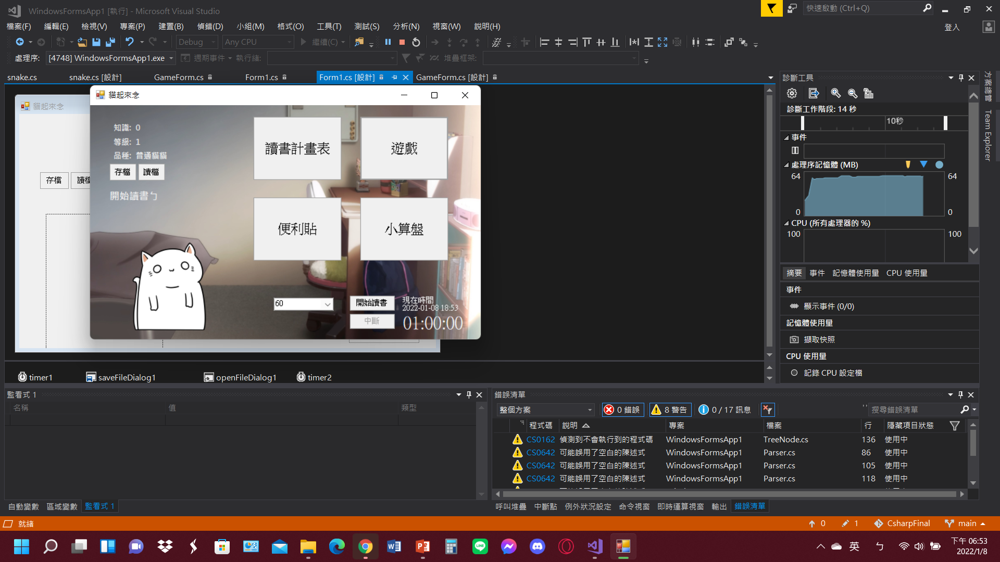 WindowsFormsApp1 [執行] - Microsoft Visual Studio
快速啟動 (Ctrl+Q)
檔案(F) 編輯(E) 檢視(V) 專案(P) 建置(B) 偵錯(D) 小組(M) 格式(O) 工具(T) 測試(S) 分析(N) 視窗(W) 說明(H)
登入
Debug Any CPU 繼續(C)
處理序: [4748] WindowsFormsApp1.exe 週期事件 執行緒: 堆疊框架:
snake.cs snake.cs [設計] GameForm.cs Form1.cs Form1.cs [設計] GameForm.cs [設計]
貓起來念
存檔 讀檔
貓起來念
知識: 0
等級: 1
品種: 普通貓貓
存檔 讀檔
開始讀書ㄅ
讀書計畫表 遊戲
便利貼 小算盤
60
開始讀書
中斷
現在時間
2022-01-08 18:53
01:00:00
timer1 saveFileDialog1 openFileDialog1 timer2
診斷工具
診斷工作階段: 14 秒
10秒
事件
處理序記憶體 (MB)
64 64
0 0
CPU (所有處理器的 %)
100 100
摘要 事件 記憶體使用量 CPU 使用量
事件
顯示事件 (0/0)
記憶體使用量
擷取快照
CPU 使用量
記錄 CPU 設定檔
方案總管
Team Explorer
監看式 1
名稱 值 類型
自動變數 區域變數 監看式 1
錯誤清單
整個方案 0 錯誤 8 警告 0 / 17 訊息 搜尋錯誤清單
程式碼 說明 專案 檔案 行 隱藏項目狀態
CS0162 偵測到不會執行到的程式碼 WindowsFormsApp1 TreeNode.cs 136 使用中
CS0642 可能誤用了空白的陳述式 WindowsFormsApp1 Parser.cs 86 使用中
CS0642 可能誤用了空白的陳述式 WindowsFormsApp1 Parser.cs 105 使用中
CS0642 可能誤用了空白的陳述式 WindowsFormsApp1 Parser.cs 118 使用中
呼叫堆疊 中斷點 例外狀況設定 命令視窗 即時運算視窗 輸出 錯誤清單
就緒
0 1 CsharpFinal main
英 ㄅ
下午 06:53
2022/1/8